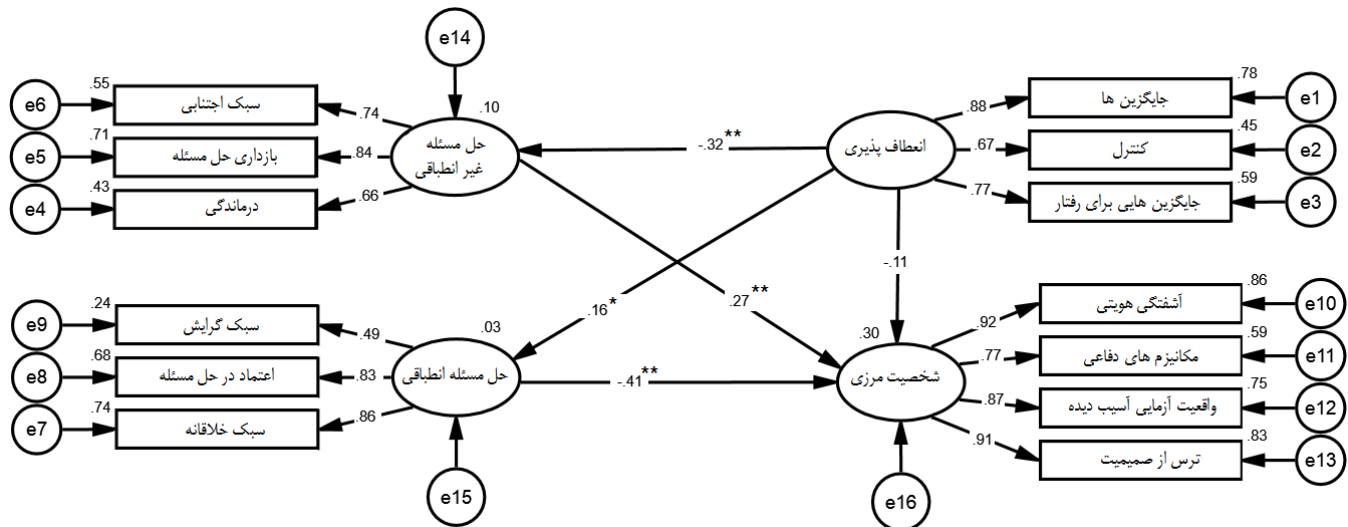 e14
.55
e6
سبک اجتنابی
.74
.10
.71
e5
بازداری حل مسئله
.84
حل مسئله
غیر انطباقی
.43
e4
درماندگی
.66
-.32**
انعطاف پذیری
.88
جایگزین ها
.78
e1
.67
کنترل
.45
e2
.77
جایگزین هایی برای رفتار
.59
e3
-.11
.16*
.27**
.24
e9
سبک گرایش
.49
.03
.68
e8
اعتماد در حل مسئله
.83
حل مسئله انطباقی
.74
e7
سبک خلاقانه
.86
e15
-.41**
.30
شخصیت مرزی
.92
آشفتگی هویتی
.86
e10
.77
مکانیزم های دفاعی
.59
e11
.87
واقعیت آزمایی آسیب دیده
.75
e12
.91
ترس از صمیمیت
.83
e13
e16